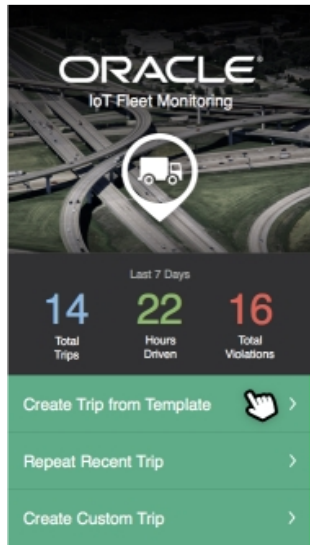 ORACLE
IoT Fleet Monitoring
Last 7 Days
14 22 16
Total Hours Total
Trips Driven Violations
Create Trip from Template
Repeat Recent Trip
Create Custom Trip